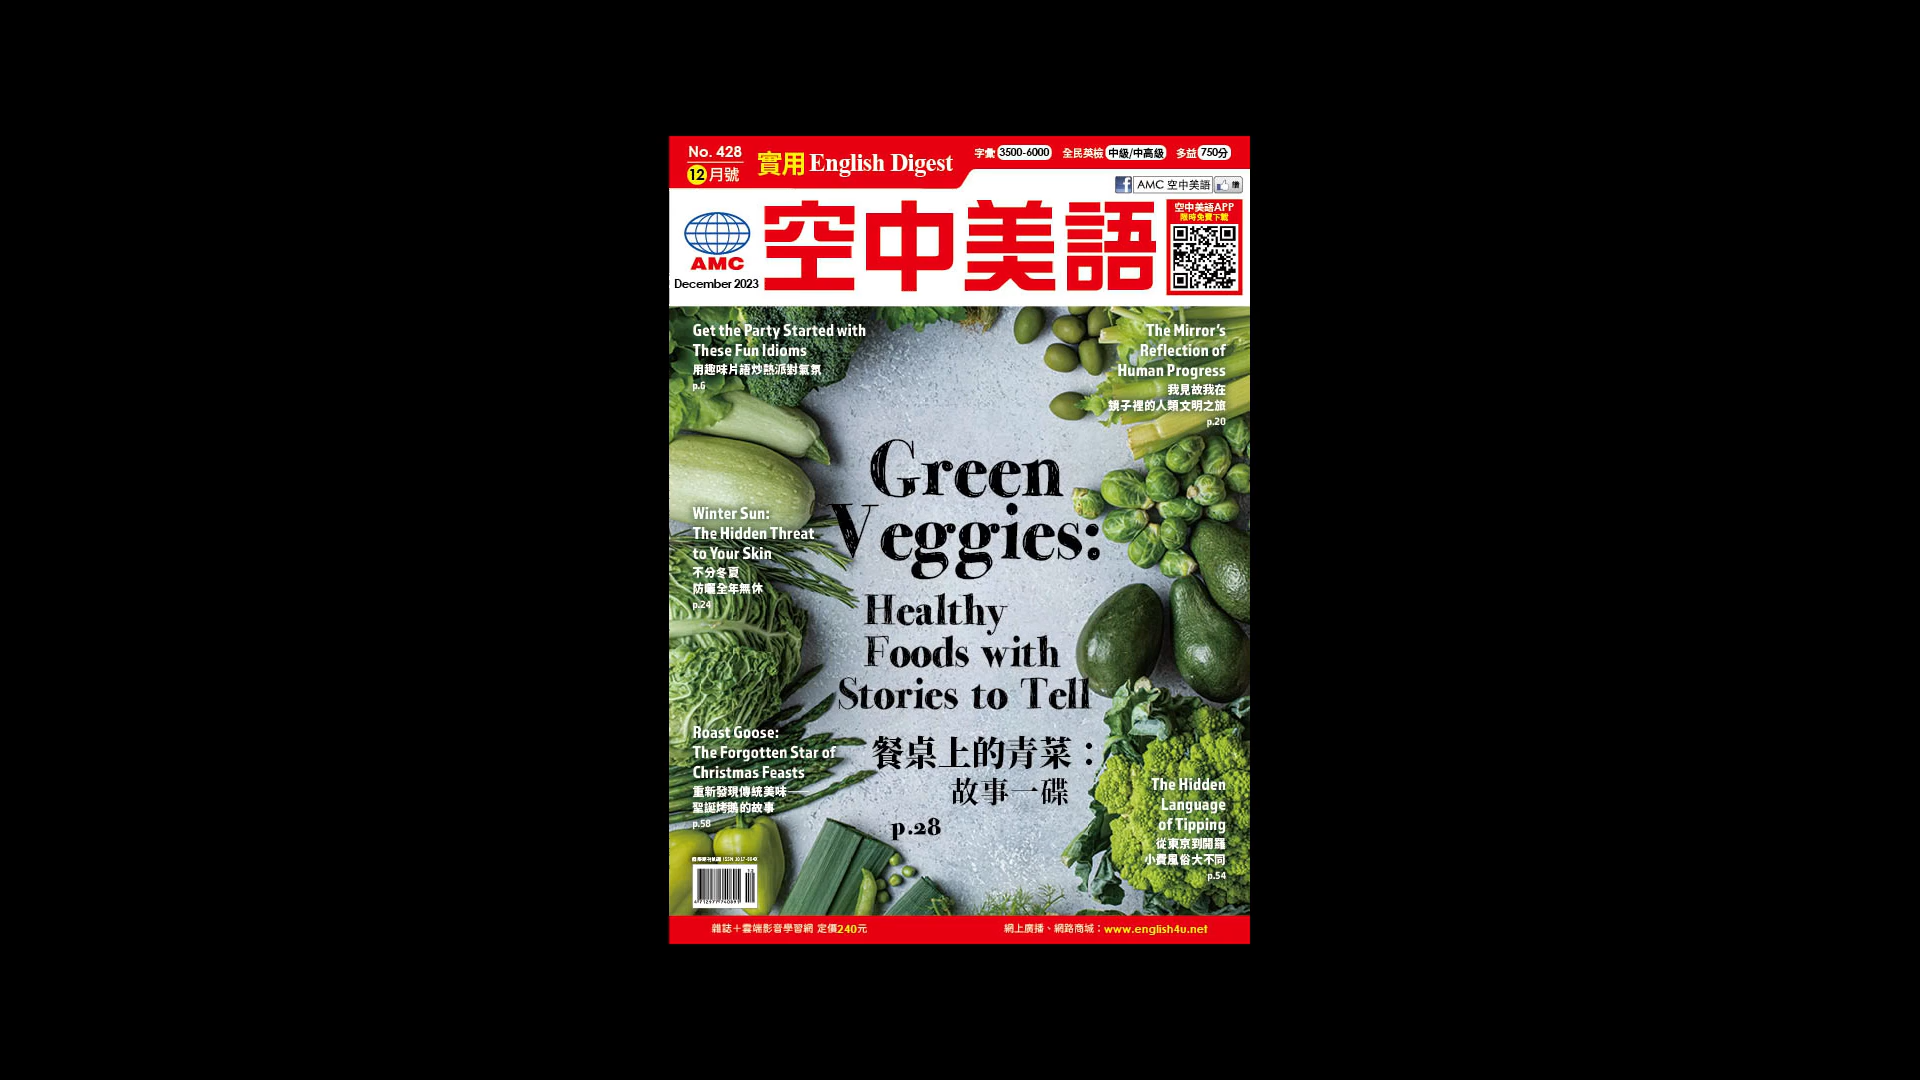 No. 428
12月號
實用 English Digest
字彙 3500-6000 全民英檢 中級/中高級 多益 750分
AMC 空中美語
AMC
December 2023
空中美語
空中美語APP
限時免費下載
Get the Party Started with
These Fun Idioms
用趣味片語炒熱派對氣氛
p.6
The Mirror's
Reflection of
Human Progress
我見故我在
鏡子裡的人類文明之旅
p.20
Green
Veggies:
Healthy
Foods with
Stories to Tell
餐桌上的青菜：
故事一碟
p.28
Winter Sun:
The Hidden Threat
to Your Skin
不分冬夏
防曬全年無休
p.24
Roast Goose:
The Forgotten Star of
Christmas Feasts
重新發現傳統美味——
聖誕烤鵝的故事
p.58
The Hidden
Language
of Tipping
從東京到開羅
小費風俗大不同
p.54
雜誌＋雲端影音學習網 定價240元
網上廣播、網路商城：www.english4u.net